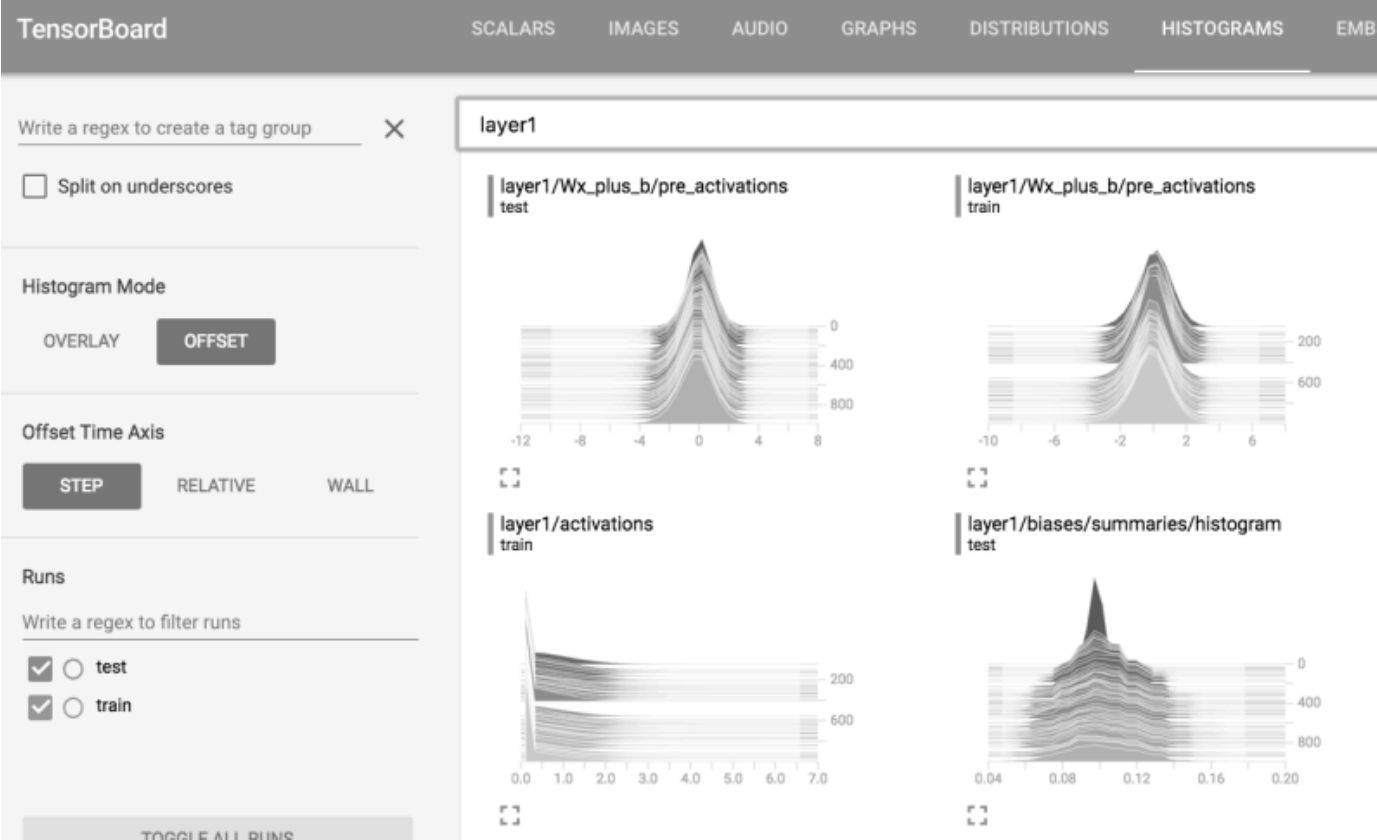 TensorBoard
SCALARS IMAGES AUDIO GRAPHS DISTRIBUTIONS HISTOGRAMS EMB
Write a regex to create a tag group
Split on underscores
Histogram Mode
OVERLAY OFFSET
Offset Time Axis
STEP RELATIVE WALL
Runs
Write a regex to filter runs
test
train
TOGGLE ALL RUNS
layer1
layer1/Wx_plus_b/pre_activations
test
0
400
800
-12 -8 -4 0 4 8
layer1/Wx_plus_b/pre_activations
train
200
600
-10 -6 -2 2 6
layer1/activations
train
200
600
0.0 1.0 2.0 3.0 4.0 5.0 6.0 7.0
layer1/biases/summaries/histogram
test
0
400
800
0.04 0.08 0.12 0.16 0.20